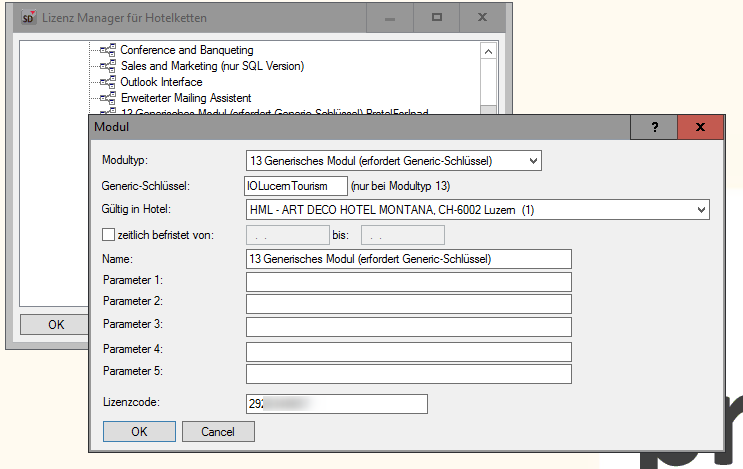 SD
Lizenz Manager für Hotelketten
Conference and Banqueting
Sales and Marketing (nur SQL Version)
Outlook Interface
Erweiterter Mailing Assistent
13 Generisches Modul (erfordert Generic-Schlüssel) ProtelForIpad
Modul
?
X
Modultyp:
13 Generisches Modul (erfordert Generic-Schlüssel)
Generic-Schlüssel:
IOLucernTourism
(nur bei Modultyp 13)
Gültig in Hotel:
HML - ART DECO HOTEL MONTANA, CH-6002 Luzern (1)
zeitlich befristet von:
. .
bis:
. .
Name:
13 Generisches Modul (erfordert Generic-Schlüssel)
Parameter 1:
Parameter 2:
Parameter 3:
Parameter 4:
Parameter 5:
Lizenzcode:
OK
OK
Cancel